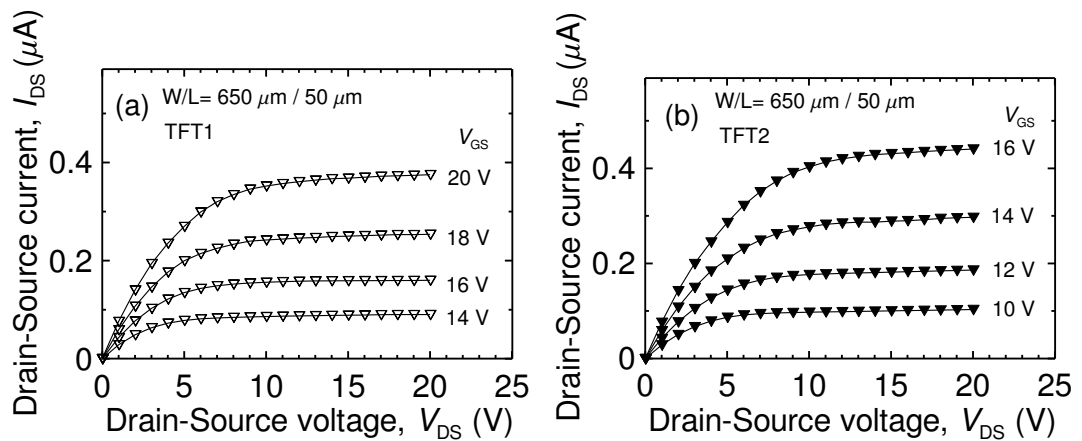 Drain-Source current, I_DS (μA)
(a)
W/L= 650 μm / 50 μm
TFT1
V_GS
20 V
18 V
16 V
14 V
0.4
0.2
0
0 5 10 15 20 25
Drain-Source voltage, V_DS (V)
Drain-Source current, I_DS (μA)
(b)
W/L= 650 μm / 50 μm
TFT2
V_GS
16 V
14 V
12 V
10 V
0.4
0.2
0
0 5 10 15 20 25
Drain-Source voltage, V_DS (V)